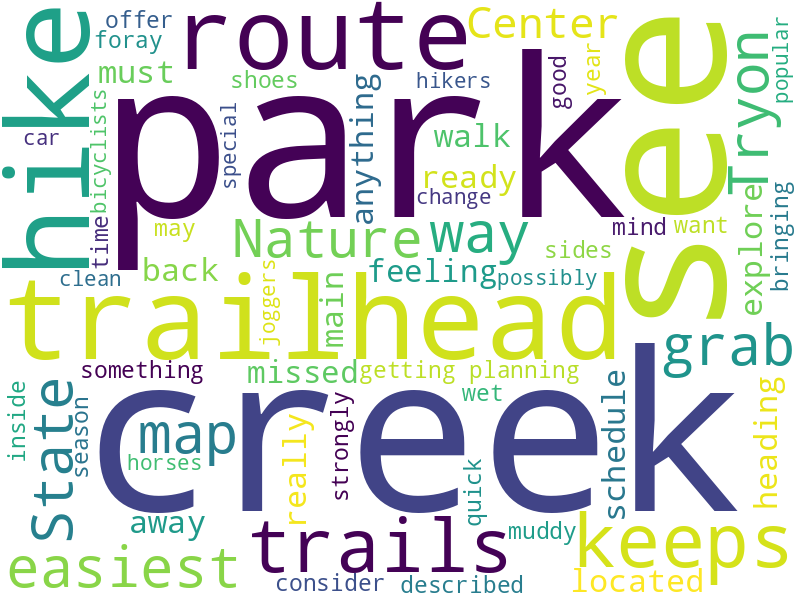 offer
foray
route
Center
must
shoes
hikers
good
year
popular
hike
car
bicyclists
special
park
anything
walk
ready
change
see
Tryon
time
may
Nature
way
sides
mind
want
explore
bringing
clean
back
feeling
possibly
joggers
main
trailhead
grab
something
missed
getting
planning
wet
inside
State
season
map
horses
creek
really
strongly
quick
schedule
heading
away
trails
muddy
keeps
easiest
consider
described
located